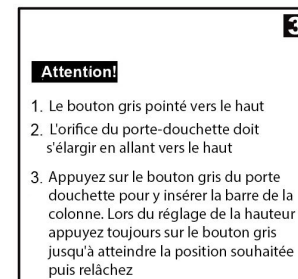 3
Attention!
1. Le bouton gris pointé vers le haut
2. L'orifice du porte-douchette doit
s'élargir en allant vers le haut
3. Appuyez sur le bouton gris du porte
douchette pour y insérer la barre de la
colonne. Lors du réglage de la hauteur
appuyez toujours sur le bouton gris
jusqu'à atteindre la position souhaitée
puis relâchez